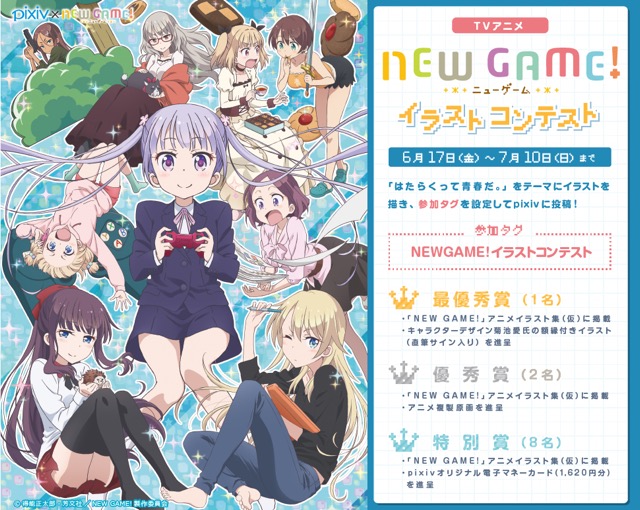 pixiv × NEW GAME!
TVアニメ
NEW GAME!
ニューゲーム
イラストコンテスト
6月17日(金)～7月10日(日)まで
「はたらくって青春だ。」をテーマにイラストを
描き、参加タグを設定してpixivに投稿！
参加タグ
NEWGAME!イラストコンテスト
最優秀賞（1名）
・「NEW GAME!」アニメイラスト集(仮)に掲載
・キャラクターデザイン菊池愛氏の額縁付きイラスト
（直筆サイン入り）を進呈
優秀賞（2名）
・「NEW GAME!」アニメイラスト集(仮)に掲載
・アニメ複製原画を進呈
特別賞（8名）
・「NEW GAME!」アニメイラスト集(仮)に掲載
・pixivオリジナル電子マネーカード(1,620円分)
を進呈
© 得能正太郎・芳文社／NEW GAME!製作委員会